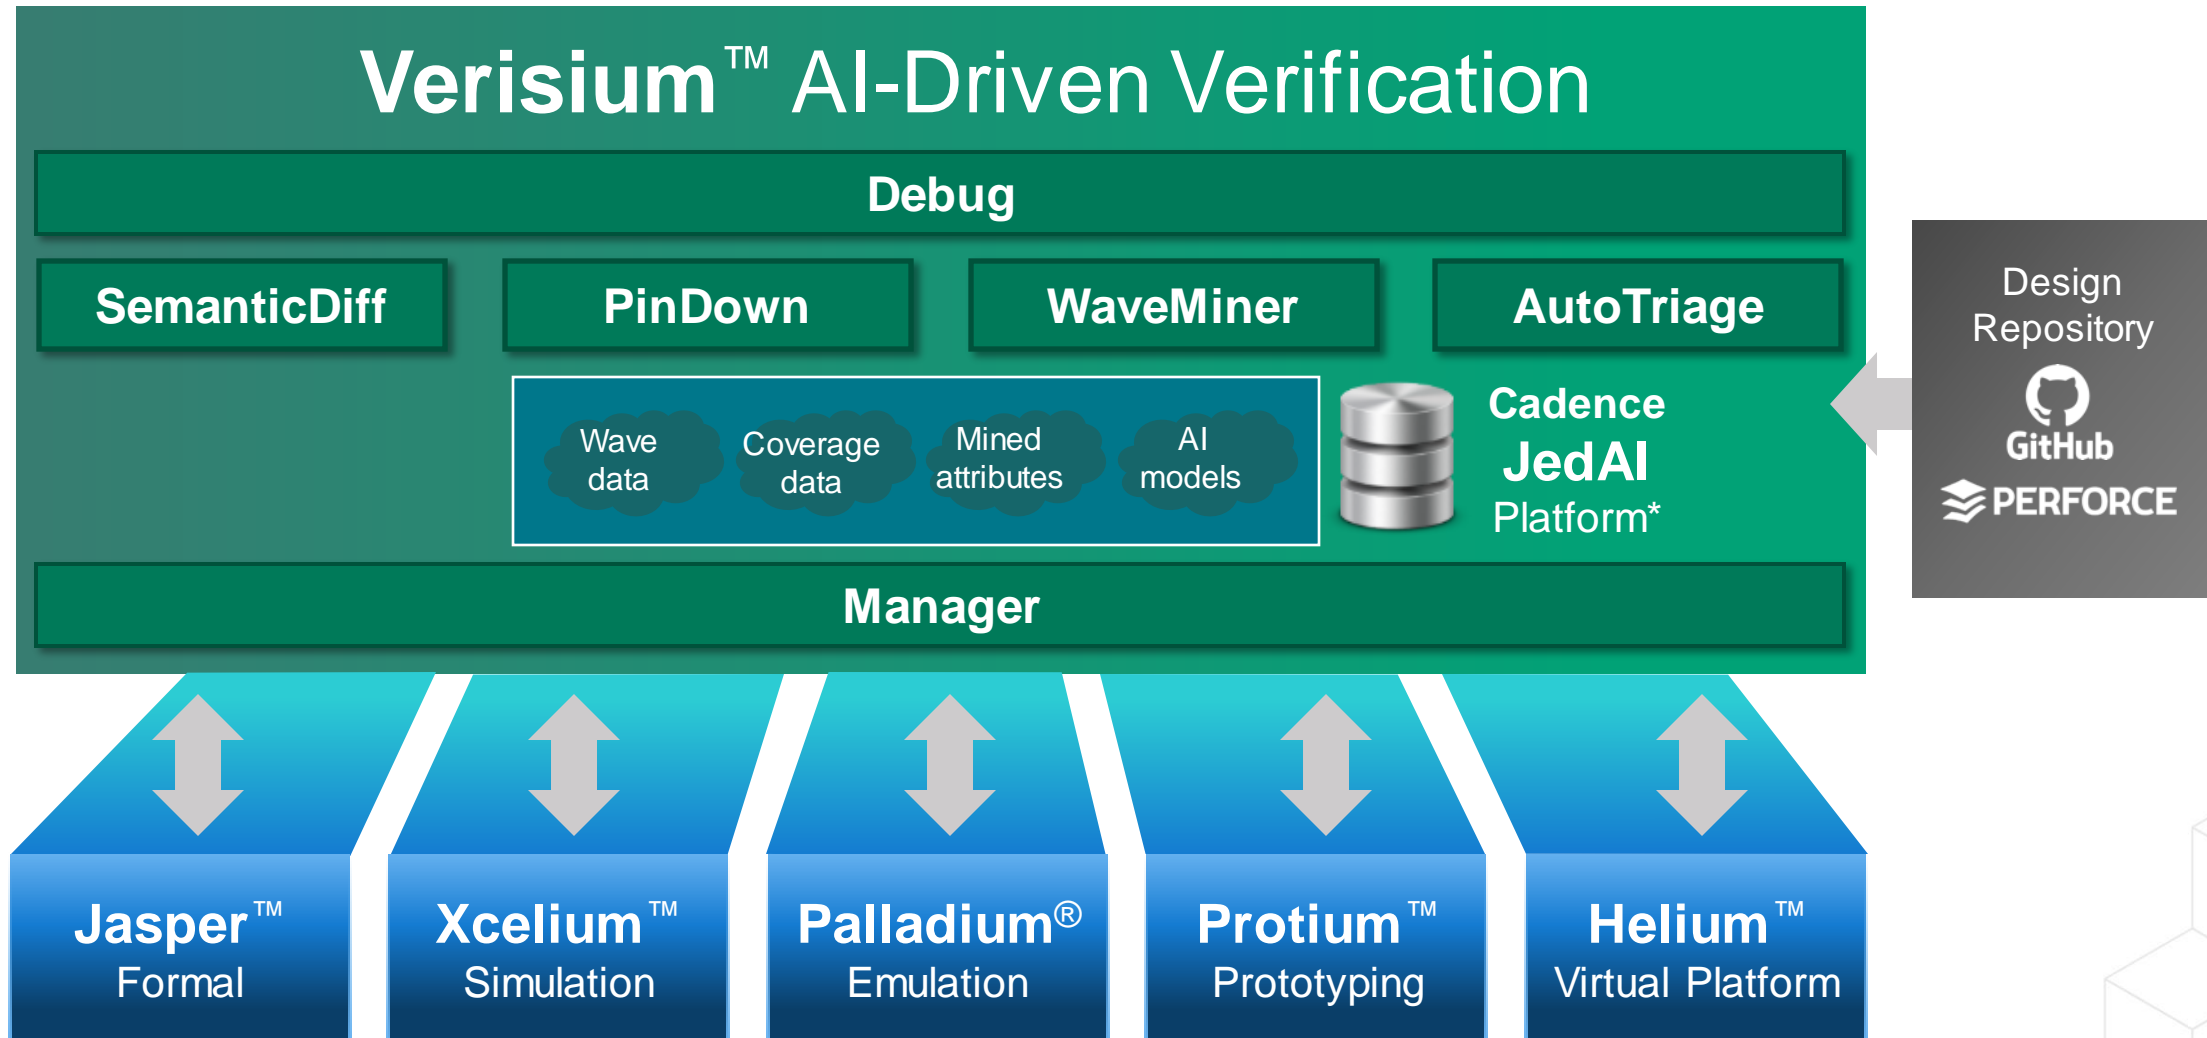 Verisium™ AI-Driven Verification
Debug
SemanticDiff
PinDown
WaveMiner
AutoTriage
Wave
data
Coverage
data
Mined
attributes
AI
models
Cadence
JedAI
Platform*
Manager
Design
Repository
GitHub
PERFORCE
Jasper™
Formal
Xcelium™
Simulation
Palladium®
Emulation
Protium™
Prototyping
Helium™
Virtual Platform